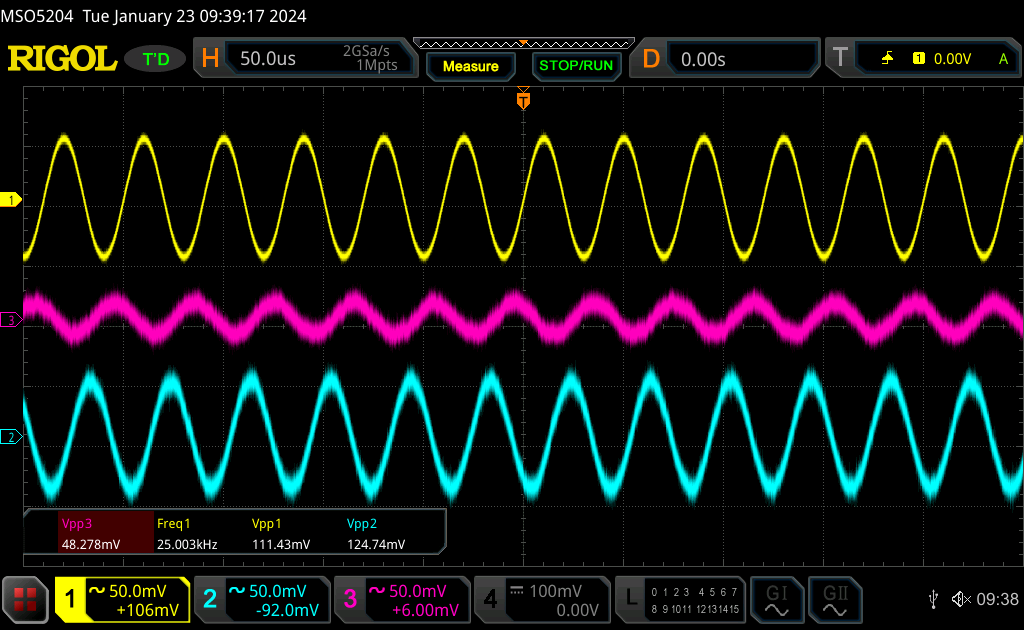 MSO5204 Tue January 23 09:39:17 2024
RIGOL T'D H 50.0us 2GSa/s 1Mpts Measure STOP/RUN D 0.00s T 1 0.00V A
T
1
3
2
Vpp3 Freq1 Vpp1 Vpp2
48.278mV 25.003kHz 111.43mV 124.74mV
1 50.0mV +106mV
2 50.0mV -92.0mV
3 50.0mV +6.00mV
4 100mV 0.00V
L 0 1 2 3 4 5 6 7
8 9 10 11 12 13 14 15
GI GII 09:38